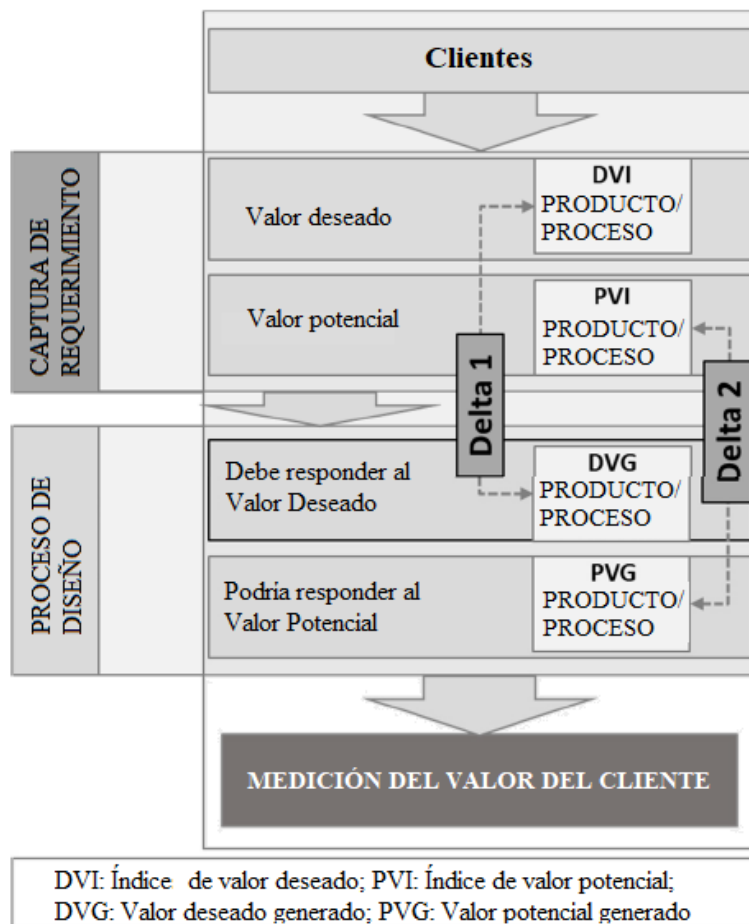 Clientes
CAPTURA DE
REQUERIMIENTO
Valor deseado
DVI
PRODUCTO/
PROCESO
Valor potencial
PVI
PRODUCTO/
PROCESO
Delta 1
Delta 2
PROCESO DE
DISEÑO
Debe responder al
Valor Deseado
DVG
PRODUCTO/
PROCESO
Podría responder al
Valor Potencial
PVG
PRODUCTO/
PROCESO
MEDICIÓN DEL VALOR DEL CLIENTE
DVI: Índice de valor deseado; PVI: Índice de valor potencial;
DVG: Valor deseado generado; PVG: Valor potencial generado